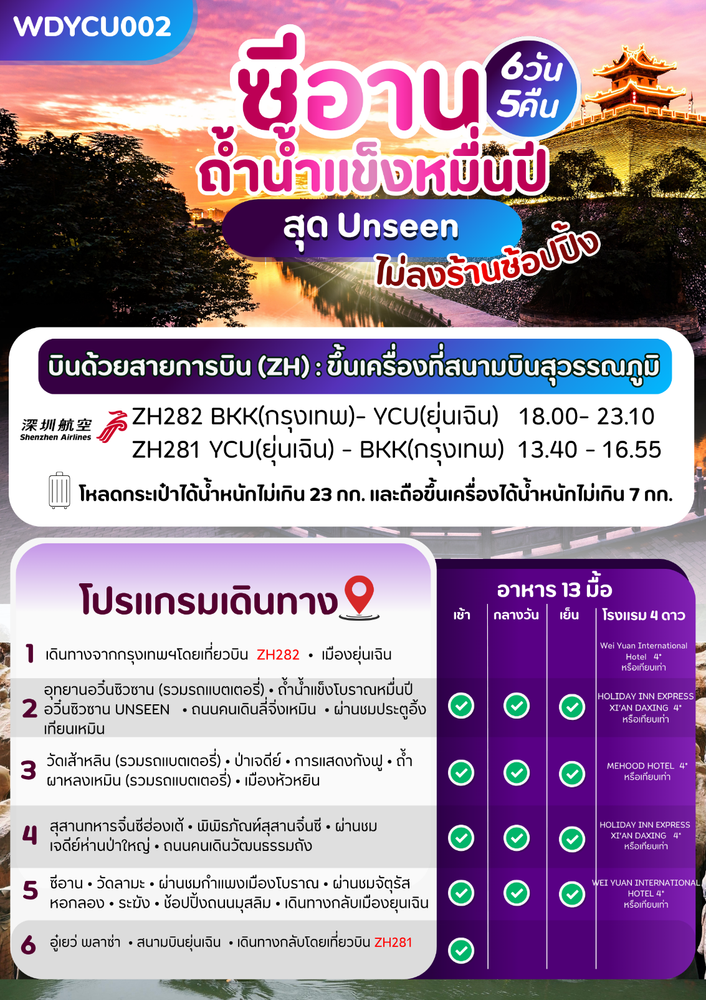 WDYCU002
ซีอาน
6วัน
5คืน
ถ้ำน้ำแข็งหมื่นปี
สุด Unseen
ไม่ลงร้านช้อปปิ้ง
บินด้วยสายการบิน (ZH) : ขึ้นเครื่องที่สนามบินสุวรรณภูมิ
深圳航空
Shenzhen Airlines
ZH282 BKK(กรุงเทพ)- YCU(ยุ่นเฉิน) 18.00- 23.10
ZH281 YCU(ยุ่นเฉิน) - BKK(กรุงเทพ) 13.40 - 16.55
โหลดกระเป๋าได้น้ำหนักไม่เกิน 23 กก. และถือขึ้นเครื่องได้น้ำหนักไม่เกิน 7 กก.
โปรแกรมเดินทาง
อาหาร 13 มื้อ
เช้า กลางวัน เย็น โรงแรม 4 ดาว
1 เดินทางจากกรุงเทพฯโดยเที่ยวบิน ZH282 • เมืองยุ่นเฉิน
Wei Yuan International
Hotel 4*
หรือเทียบเท่า
2
อุทยานอวิ๋นซิวซาน (รวมรถแบตเตอรี่) • ถ้ำน้ำแข็งโบราณหมื่นปี
อวิ๋นซิวซาน UNSEEN • ถนนคนเดินลี่จิ่งเหมิน • ผ่านชมประตูอิ้ง
เทียนเหมิน
HOLIDAY INN EXPRESS
XI'AN DAXING 4*
หรือเทียบเท่า
3
วัดเส้าหลิน (รวมรถแบตเตอรี่) • ป่าเจดีย์ • การแสดงกังฟู • ถ้ำ
ผาหลงเหมิน (รวมรถแบตเตอรี่) • เมืองหัวหยิน
MEHOOD HOTEL 4*
หรือเทียบเท่า
4
สุสานทหารจิ๋นซีฮ่องเต้ • พิพิธภัณฑ์สุสานจิ๋นซี • ผ่านชม
เจดีย์ห่านป่าใหญ่ • ถนนคนเดินวัฒนธรรมถัง
HOLIDAY INN EXPRESS
XI'AN DAXING 4*
หรือเทียบเท่า
5
ซีอาน • วัดลามะ • ผ่านชมกำแพงเมืองโบราณ • ผ่านชมจัตุรัส
หอกลอง • ระฆัง • ช้อปปิ้งถนนมุสลิม • เดินทางกลับเมืองยุนเฉิน
WEI YUAN INTERNATIONAL
HOTEL 4*
หรือเทียบเท่า
6 อู๋เยว่ พลาซ่า • สนามบินยุ่นเฉิน • เดินทางกลับโดยเที่ยวบิน ZH281